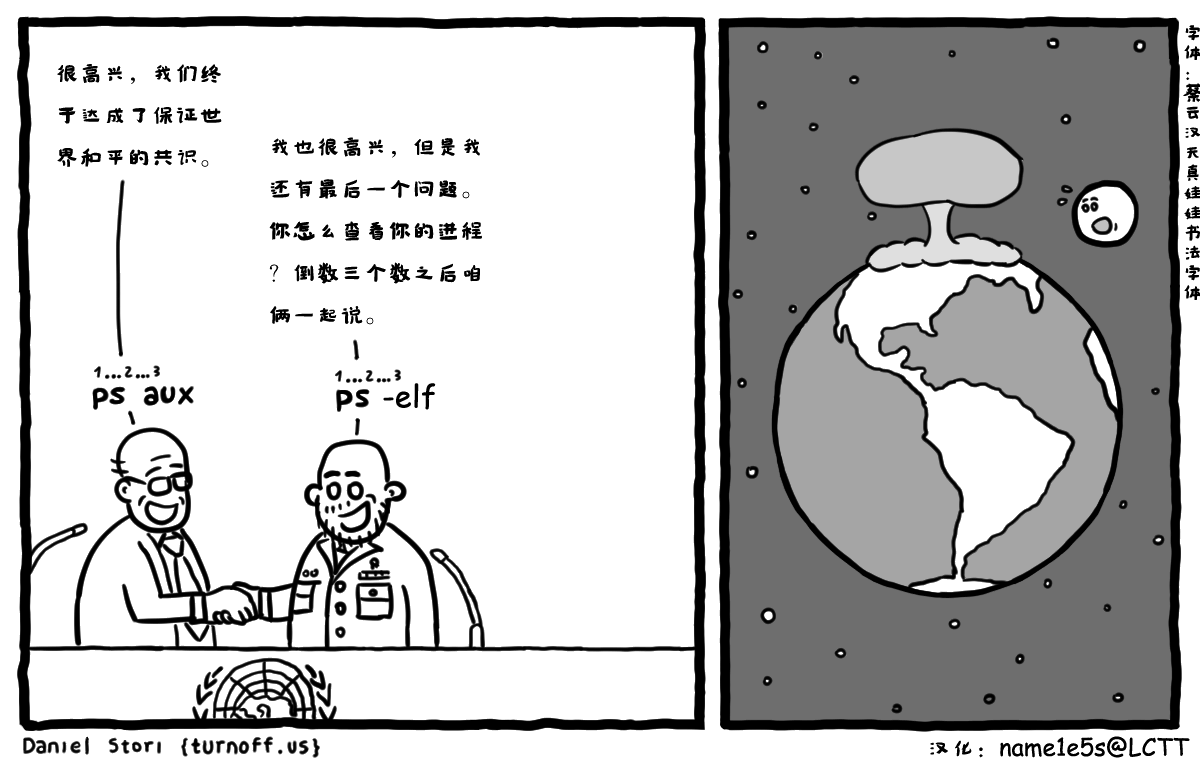 很高兴，我们终
于达成了保证世
界和平的共识。
我也很高兴，但是我
还有最后一个问题。
你怎么查看你的进程
？倒数三个数之后咱
俩一起说。
1...2...3
ps aux
1...2...3
ps -elf
字体：蔡云汉天真娃娃书法字体
Daniel Stori {turnoff.us}
汉化：name1e5s@LCTT